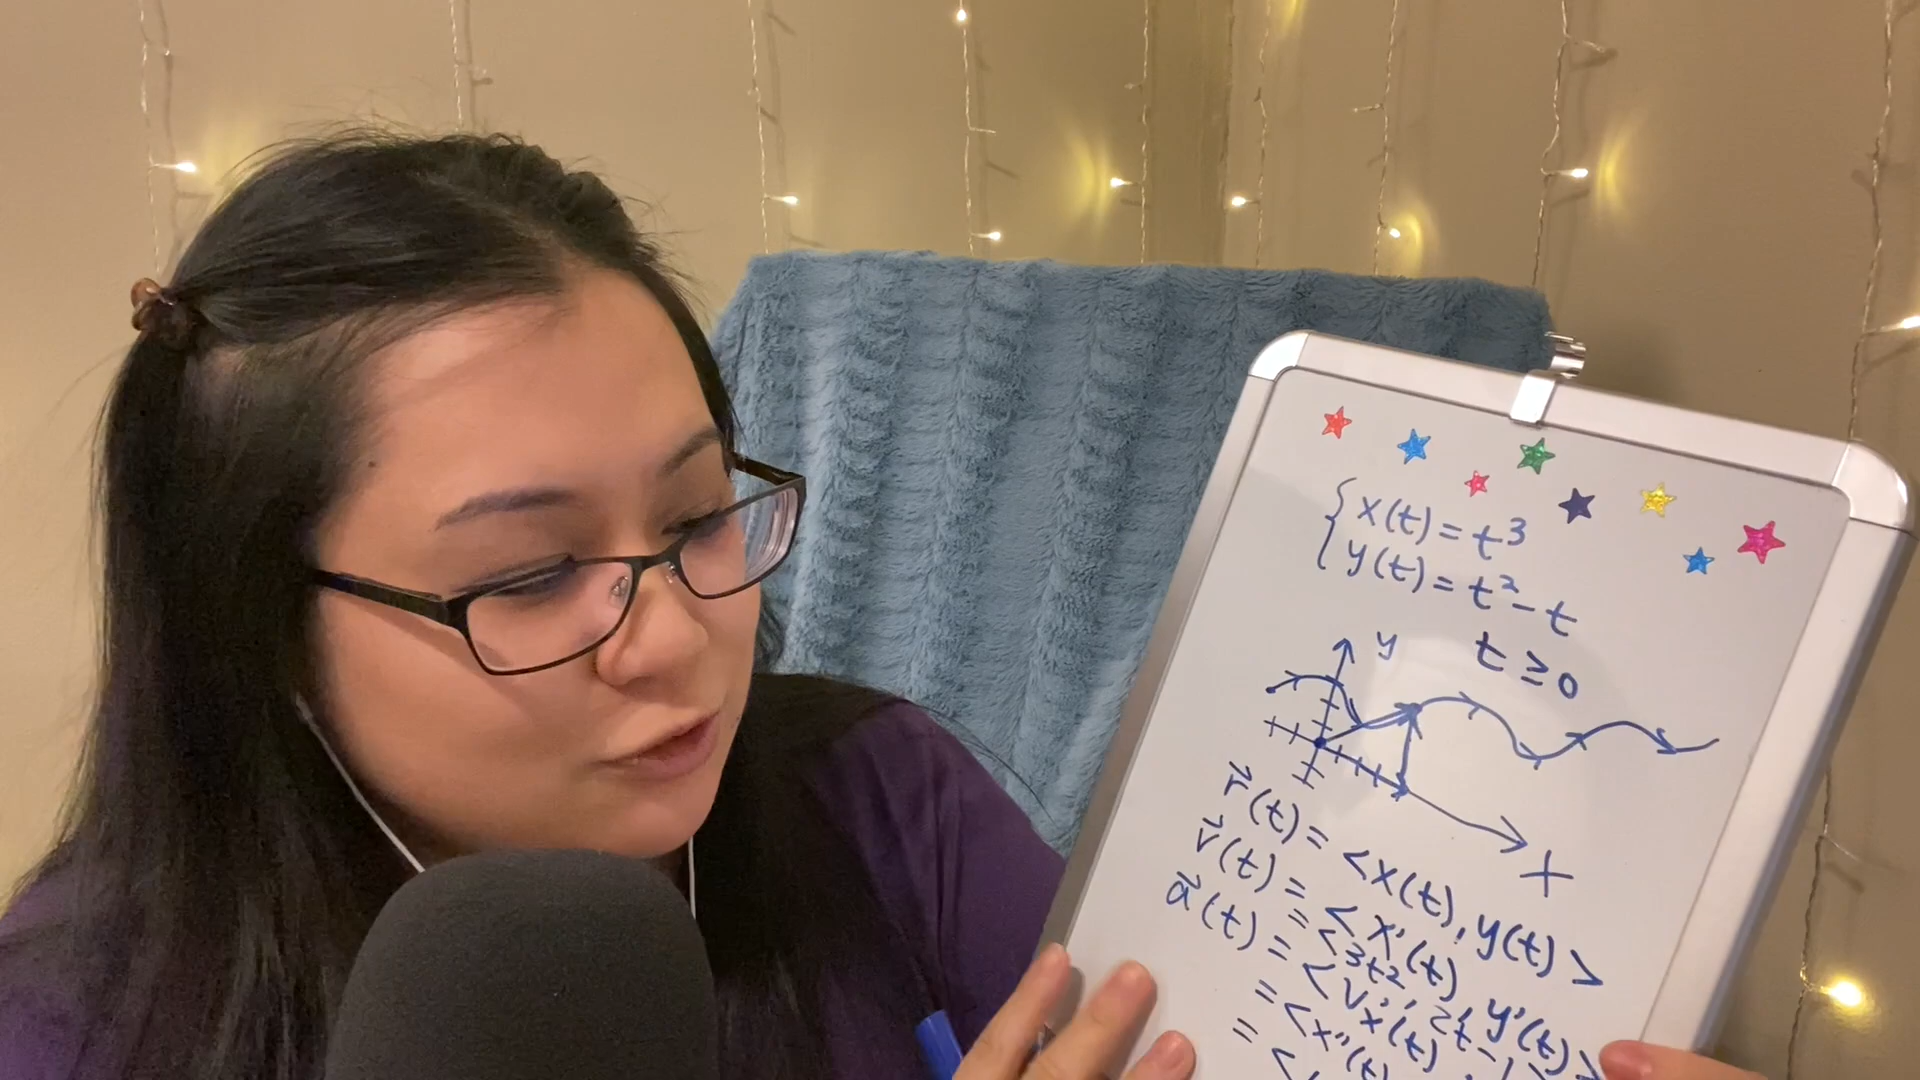 x(t) = t³
y(t) = t² - t
t ≥ 0
y
x
r⃗(t) = <x(t), y(t)>
v⃗(t) = <x'(t), y'(t)>
= <3t², 2t - 1>
a⃗(t) = <v'x(t),
= <x''(t)
= <